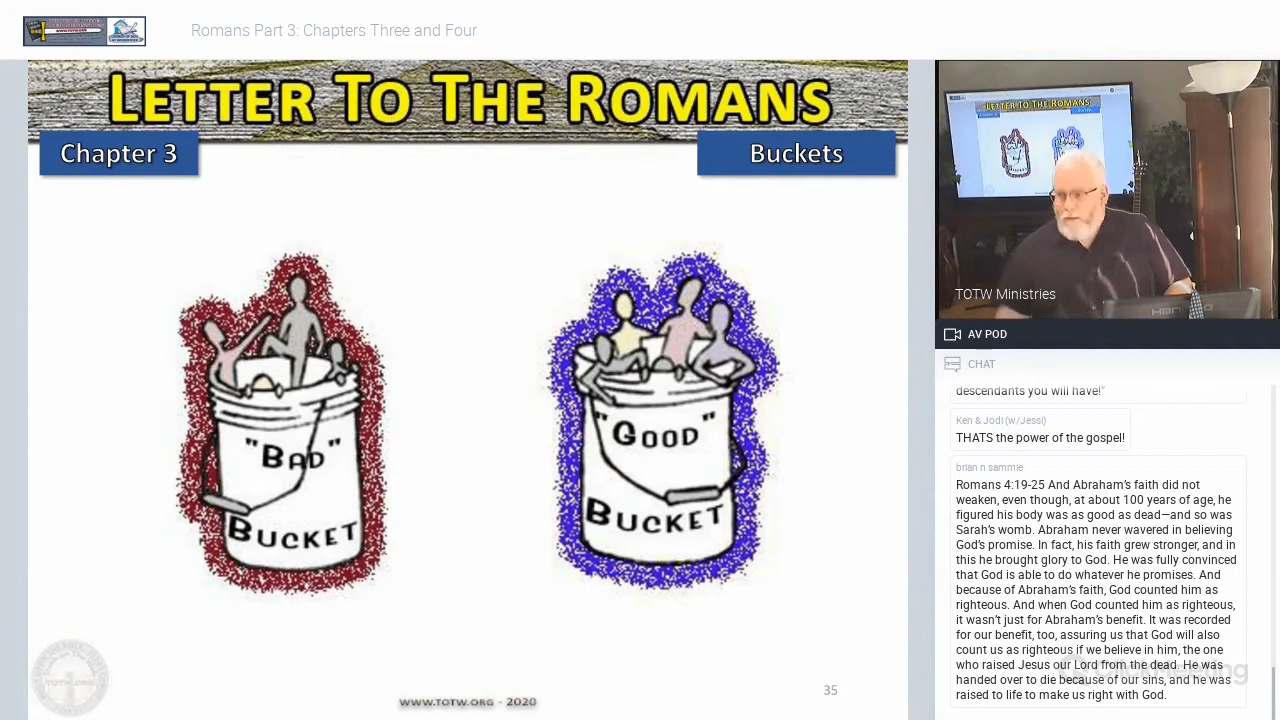 Romans Part 3: Chapters Three and Four
LETTER TO THE ROMANS
Chapter 3
Buckets
"BAD"
BUCKET
"GOOD"
BUCKET
WWW.TOTW.ORG - 2020
35
TOTW Ministries
AV POD
CHAT
descendants you will have!"
Ken & Jodi (w/Jessi)
THATS the power of the gospel!
brian n sammie
Romans 4:19-25 And Abraham's faith did not
weaken, even though, at about 100 years of age, he
figured his body was as good as dead—and so was
Sarah's womb. Abraham never wavered in believing
God's promise. In fact, his faith grew stronger, and in
this he brought glory to God. He was fully convinced
that God is able to do whatever he promises. And
because of Abraham's faith, God counted him as
righteous. And when God counted him as righteous,
it wasn't just for Abraham's benefit. It was recorded
for our benefit, too, assuring us that God will also
count us as righteous if we believe in him, the one
who raised Jesus our Lord from the dead. He was
handed over to die because of our sins, and he was
raised to life to make us right with God.